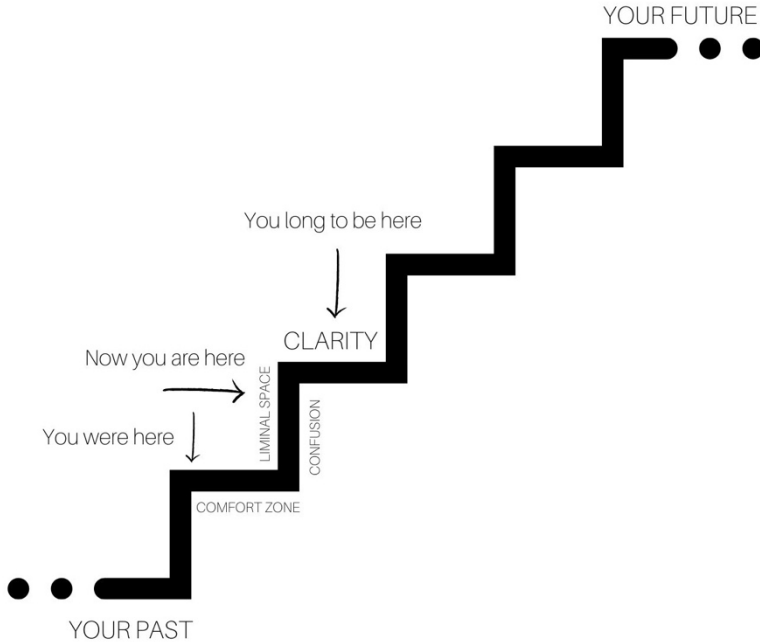 YOUR FUTURE
You long to be here
CLARITY
Now you are here
LIMINAL SPACE
CONFUSION
You were here
COMFORT ZONE
YOUR PAST